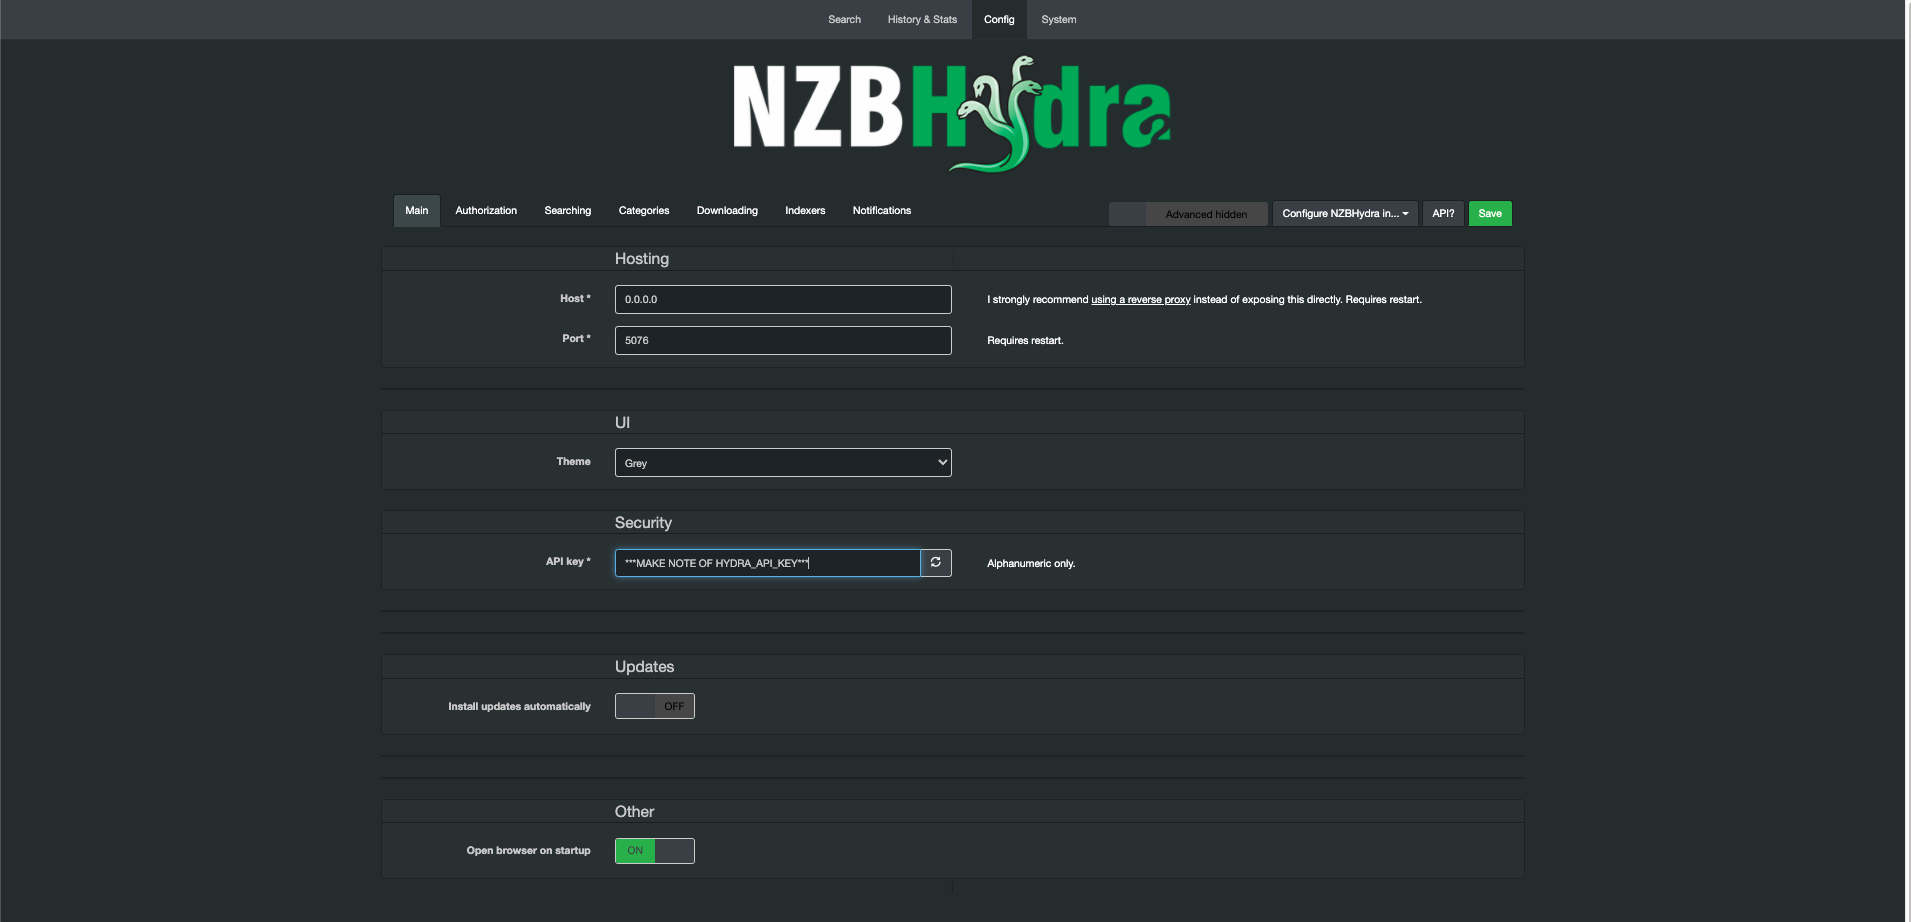 Search History & Stats Config System
NZBHydra
Main Authorization Searching Categories Downloading Indexers Notifications Advanced hidden Configure NZBHydra in... API? Save
Hosting
Host * 0.0.0.0 I strongly recommend using a reverse proxy instead of exposing this directly. Requires restart.
Port * 5076 Requires restart.
UI
Theme Grey
Security
API key * ***MAKE NOTE OF HYDRA_API_KEY*** Alphanumeric only.
Updates
Install updates automatically OFF
Other
Open browser on startup ON